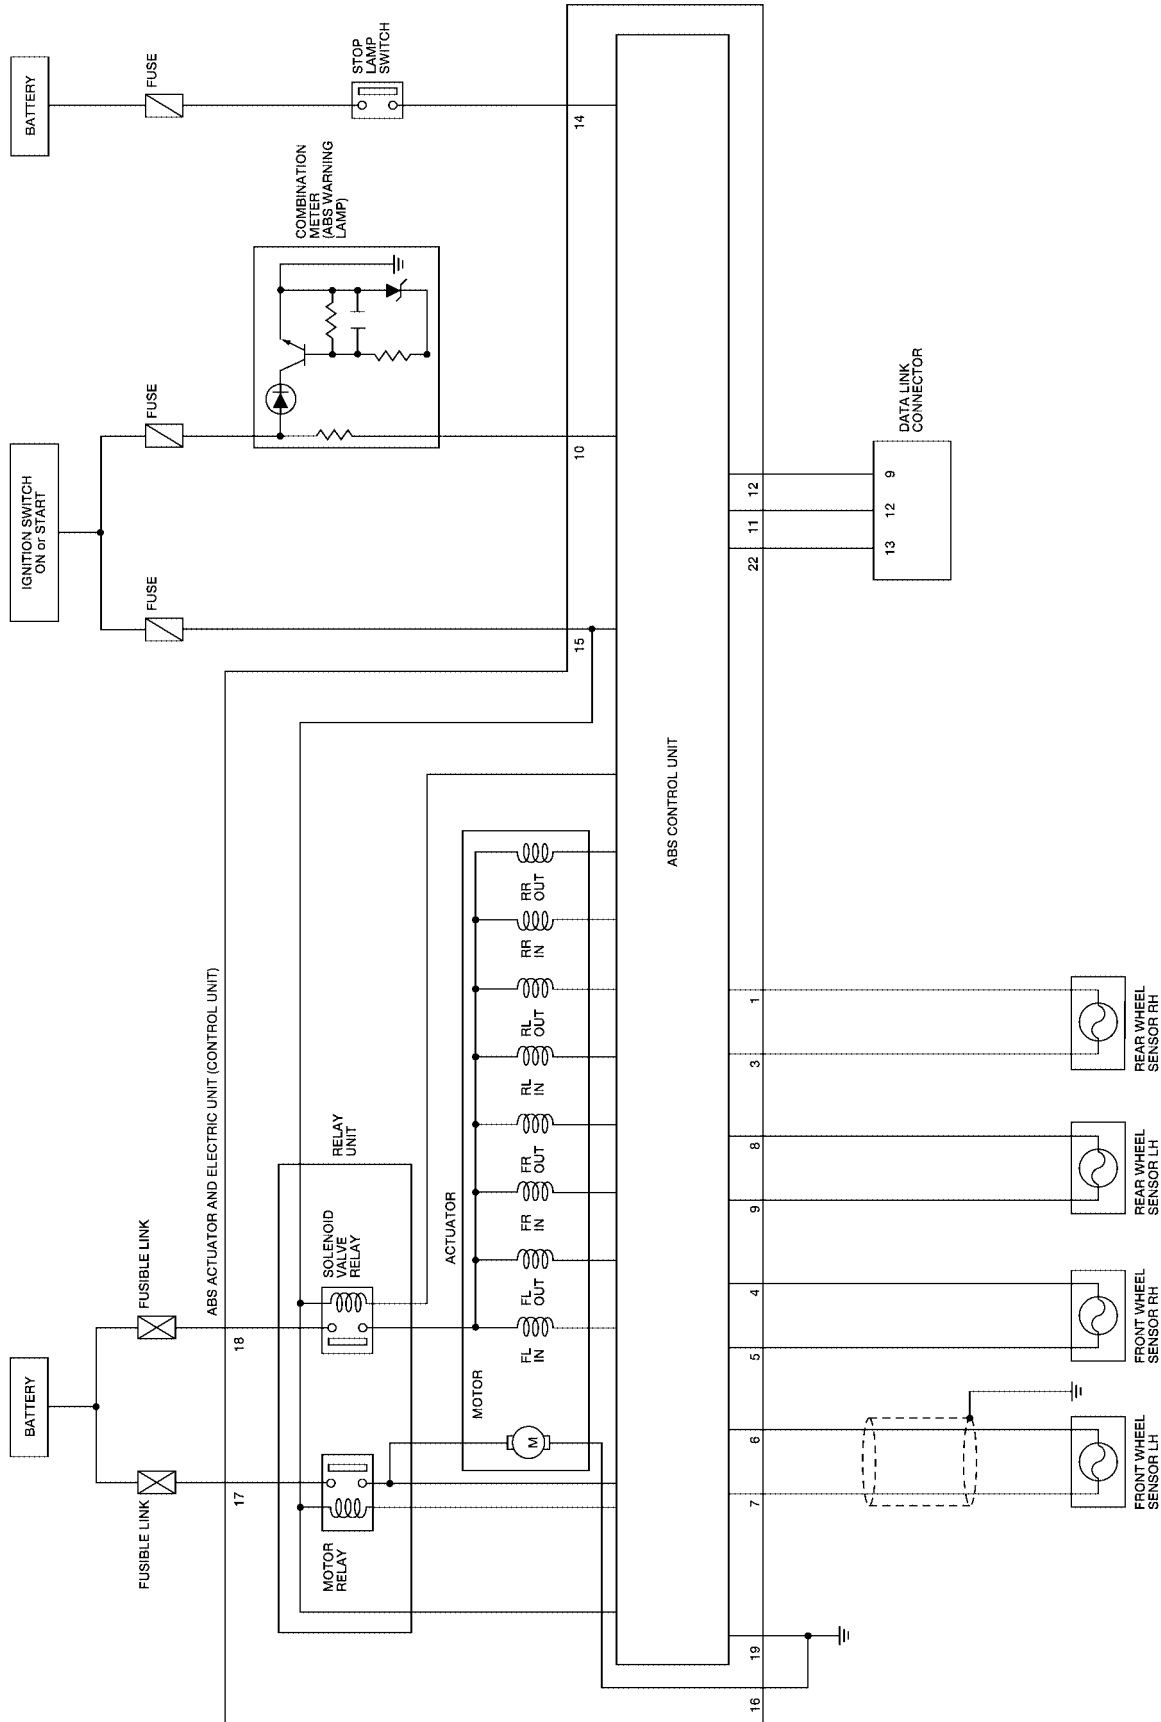 BATTERY
FUSIBLE LINK
FUSIBLE LINK
17
18
ABS ACTUATOR AND ELECTRIC UNIT (CONTROL UNIT)
MOTOR
RELAY
SOLENOID
VALVE
RELAY
RELAY
UNIT
MOTOR
M
ACTUATOR
FL
IN
FL
OUT
FR
IN
FR
OUT
RL
IN
RL
OUT
RR
IN
RR
OUT
IGNITION SWITCH
ON or START
FUSE
FUSE
15
10
COMBINATION
METER
(ABS WARNING
LAMP)
BATTERY
FUSE
STOP
LAMP
SWITCH
14
ABS CONTROL UNIT
16
19
7
6
5
4
9
8
3
1
22
11
12
13
12
9
DATA LINK
CONNECTOR
FRONT WHEEL
SENSOR LH
FRONT WHEEL
SENSOR RH
REAR WHEEL
SENSOR LH
REAR WHEEL
SENSOR RH